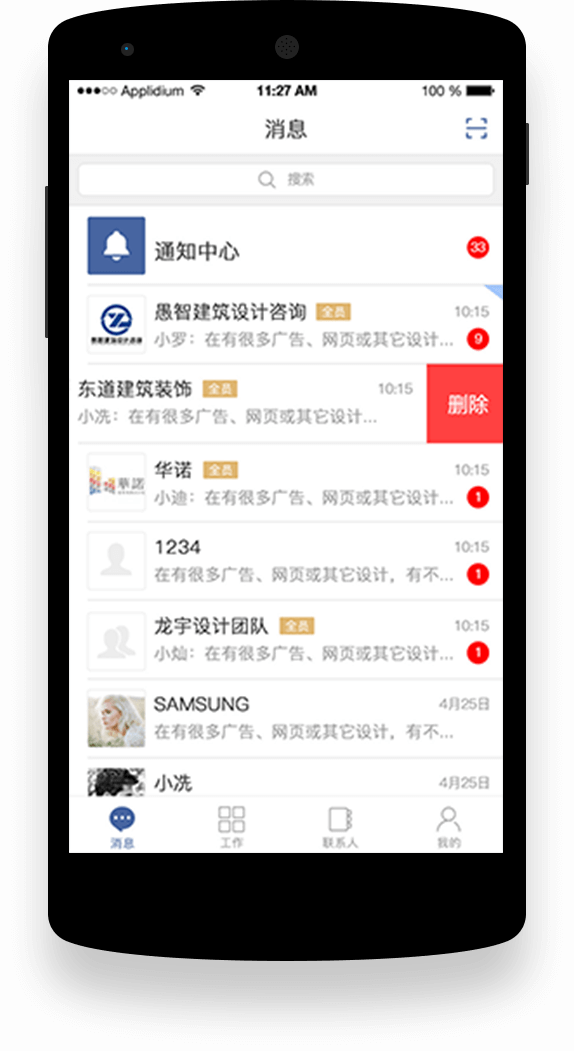 Applidium 11:27 AM 100 %
消息
搜索
通知中心 33
愚智建筑设计咨询 全员 10:15
小罗：在有很多广告、网页或其它设计... 9
东道建筑装饰 全员 10:15
小冼：在有很多广告、网页或其它设计...
删除
华诺 全员 10:15
小迪：在有很多广告、网页或其它设计... 1
華諾
1234 10:15
在有很多广告、网页或其它设计，有不... 1
龙宇设计团队 全员 10:15
小灿：在有很多广告、网页或其它设计... 1
SAMSUNG 4月25日
在有很多广告、网页或其它设计，有不...
小冼 4月25日
消息 工作 联系人 我的